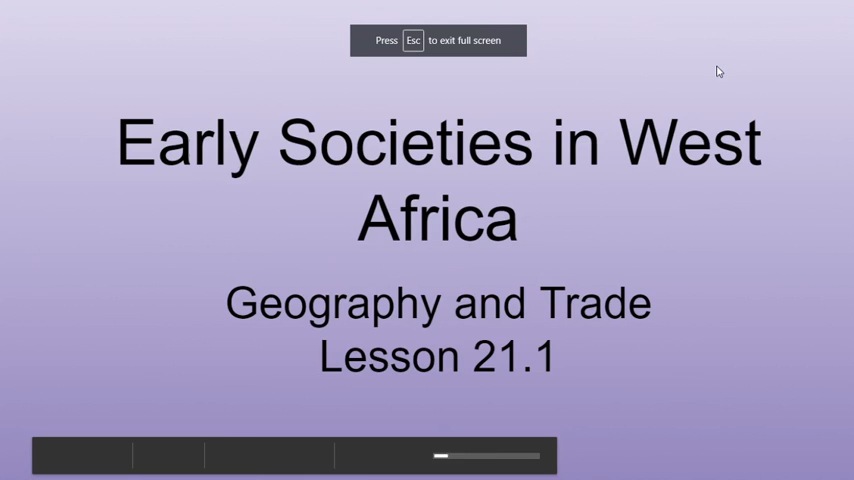 Press Esc to exit full screen
Early Societies in West
Africa
Geography and Trade
Lesson 21.1